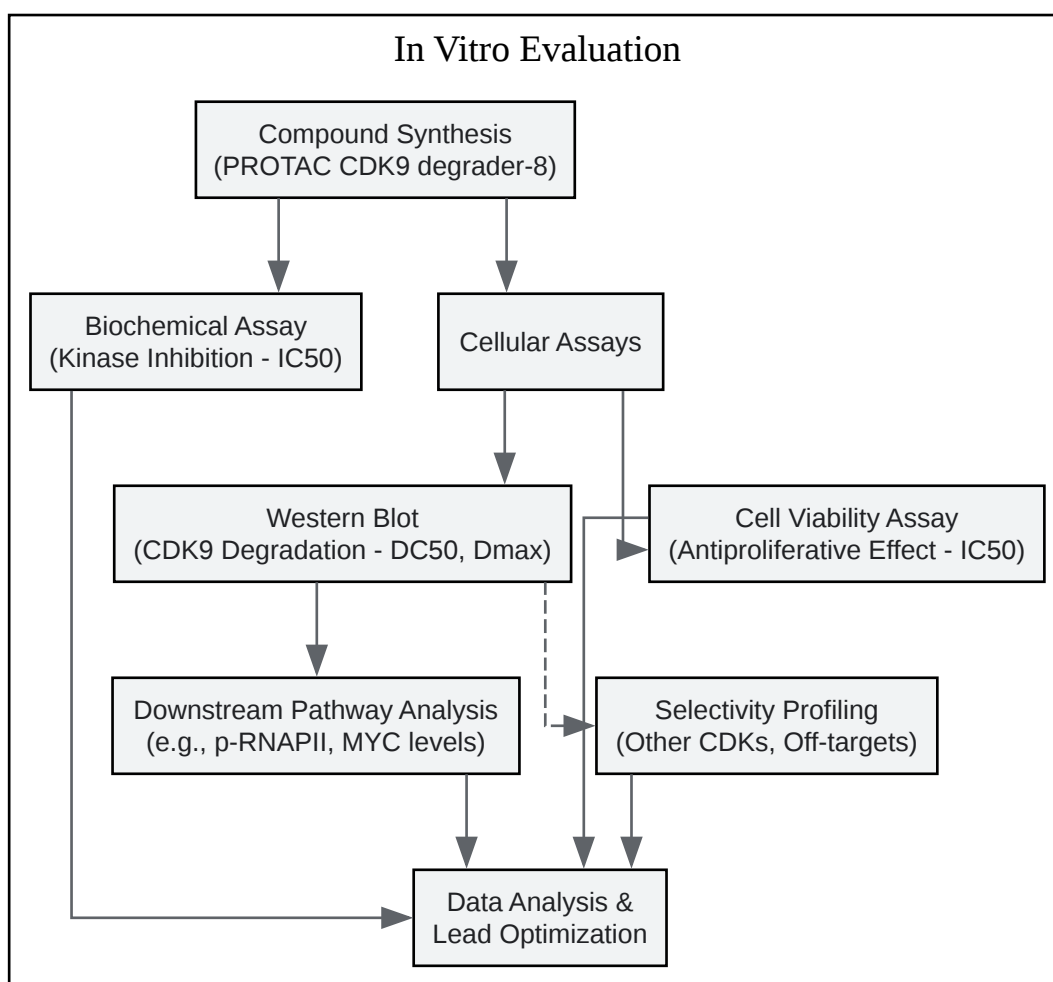 In Vitro Evaluation
Compound Synthesis
(PROTAC CDK9 degrader-8)
Biochemical Assay
(Kinase Inhibition - IC50)
Cellular Assays
Western Blot
(CDK9 Degradation - DC50, Dmax)
Cell Viability Assay
(Antiproliferative Effect - IC50)
Downstream Pathway Analysis
(e.g., p-RNAPII, MYC levels)
Selectivity Profiling
(Other CDKs, Off-targets)
Data Analysis &
Lead Optimization